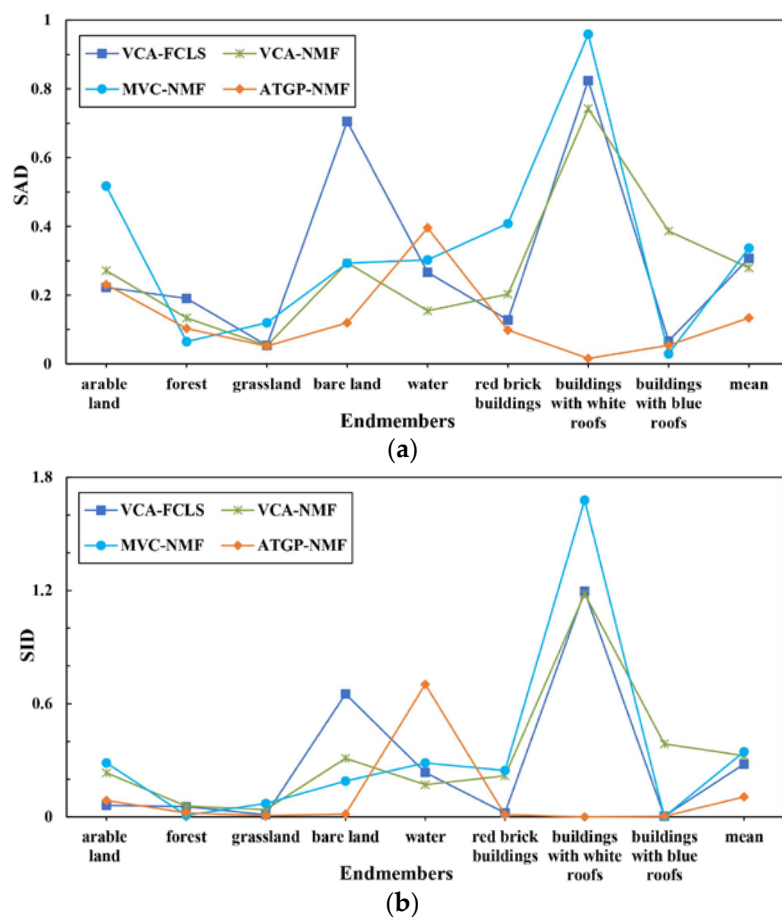 1
0.8
0.6
0.4
0.2
0
SAD
VCA-FCLS
VCA-NMF
MVC-NMF
ATGP-NMF
arable land
forest
grassland
bare land
water
red brick buildings
buildings with white roofs
buildings with blue roofs
mean
Endmembers
(a)
1.8
1.2
0.6
0
SID
VCA-FCLS
VCA-NMF
MVC-NMF
ATGP-NMF
arable land
forest
grassland
bare land
water
red brick buildings
buildings with white roofs
buildings with blue roofs
mean
Endmembers
(b)